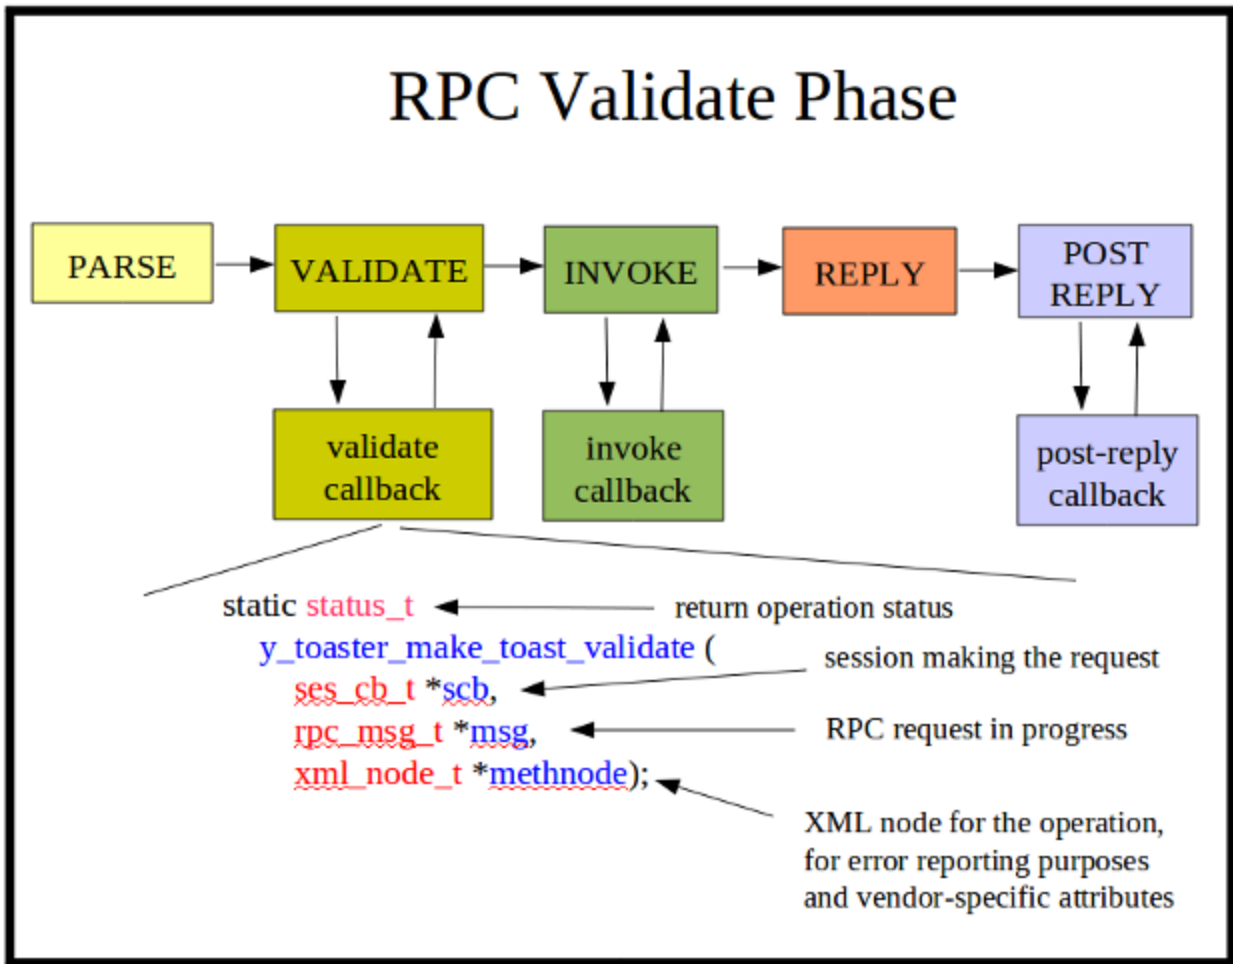 RPC Validate Phase
PARSE
VALIDATE
INVOKE
REPLY
POST
REPLY
validate
callback
invoke
callback
post-reply
callback
static status_t
return operation status
y_toaster_make_toast_validate (
session making the request
ses_cb_t *scb,
rpc_msg_t *msg,
RPC request in progress
xml_node_t *methnode);
XML node for the operation,
for error reporting purposes
and vendor-specific attributes